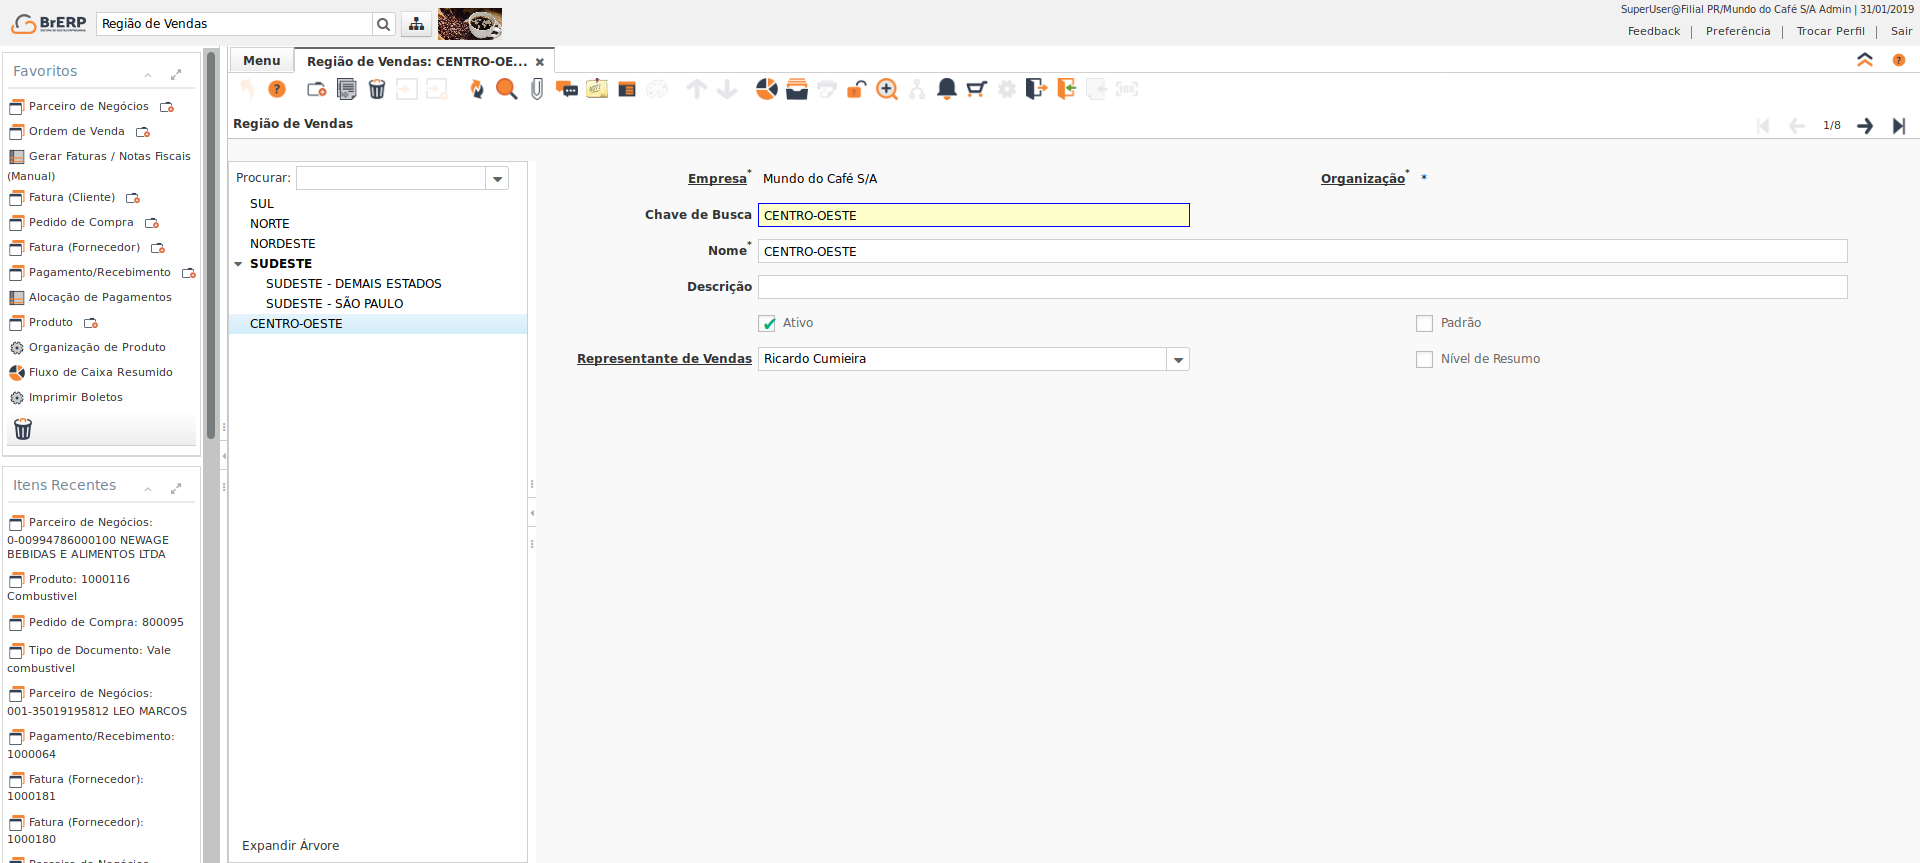 BrERP
Região de Vendas
SuperUser@Filial PR/Mundo do Café S/A Admin | 31/01/2019
Feedback | Preferência | Trocar Perfil | Sair
Favoritos
Parceiro de Negócios
Ordem de Venda
Gerar Faturas / Notas Fiscais
(Manual)
Fatura (Cliente)
Pedido de Compra
Fatura (Fornecedor)
Pagamento/Recebimento
Alocação de Pagamentos
Produto
Organização de Produto
Fluxo de Caixa Resumido
Imprimir Boletos
Itens Recentes
Parceiro de Negócios:
0-00994786000100 NEWAGE
BEBIDAS E ALIMENTOS LTDA
Produto: 1000116
Combustivel
Pedido de Compra: 800095
Tipo de Documento: Vale
combustivel
Parceiro de Negócios:
001-35019195812 LEO MARCOS
Pagamento/Recebimento:
1000064
Fatura (Fornecedor):
1000181
Fatura (Fornecedor):
1000180
Parceiro de Negócios
Menu
Região de Vendas: CENTRO-OE...
Região de Vendas
1/8
Procurar:
SUL
NORTE
NORDESTE
SUDESTE
SUDESTE - DEMAIS ESTADOS
SUDESTE - SÃO PAULO
CENTRO-OESTE
Expandir Árvore
Empresa* Mundo do Café S/A
Organização* *
Chave de Busca CENTRO-OESTE
Nome* CENTRO-OESTE
Descrição
Ativo
Padrão
Representante de Vendas Ricardo Cumieira
Nível de Resumo